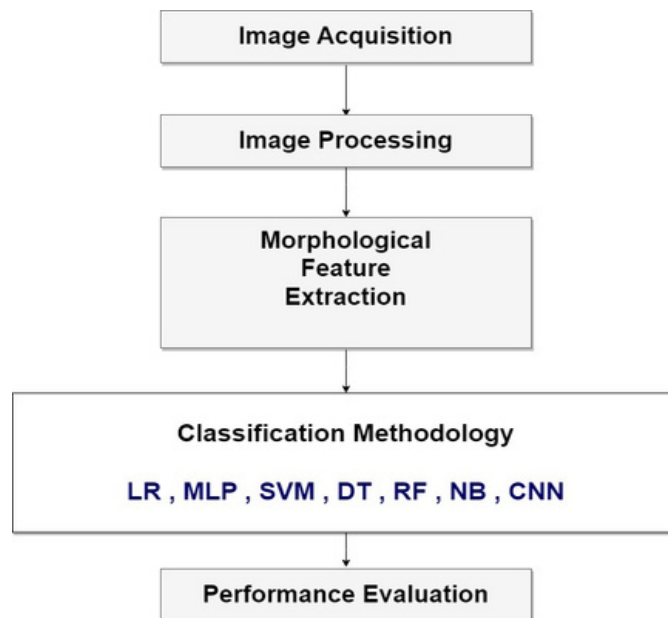 Image Acquisition
Image Processing
Morphological
Feature
Extraction
Classification Methodology
LR , MLP , SVM , DT , RF , NB , CNN
Performance Evaluation